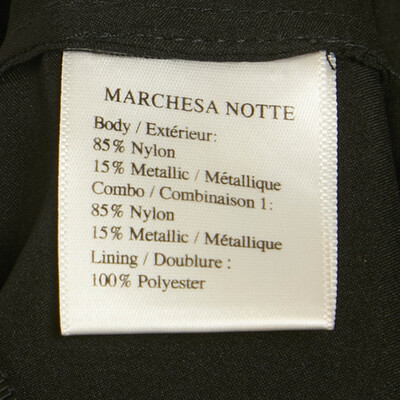 MARCHESA NOTTE
Body / Extérieur:
85% Nylon
15% Metallic / Métallique
Combo / Combinaison 1:
85% Nylon
15% Metallic / Métallique
Lining / Doublure :
100% Polyester